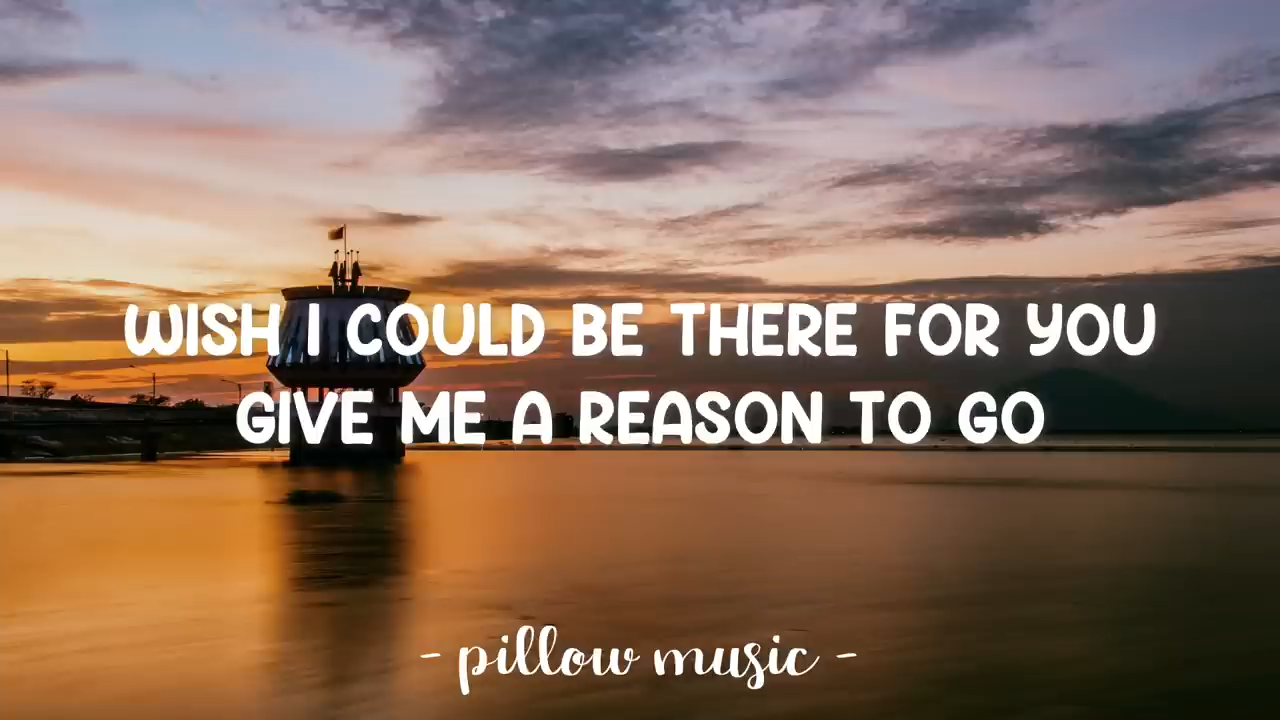 WISH I COULD BE THERE FOR YOU
GIVE ME A REASON TO GO
- pillow music -